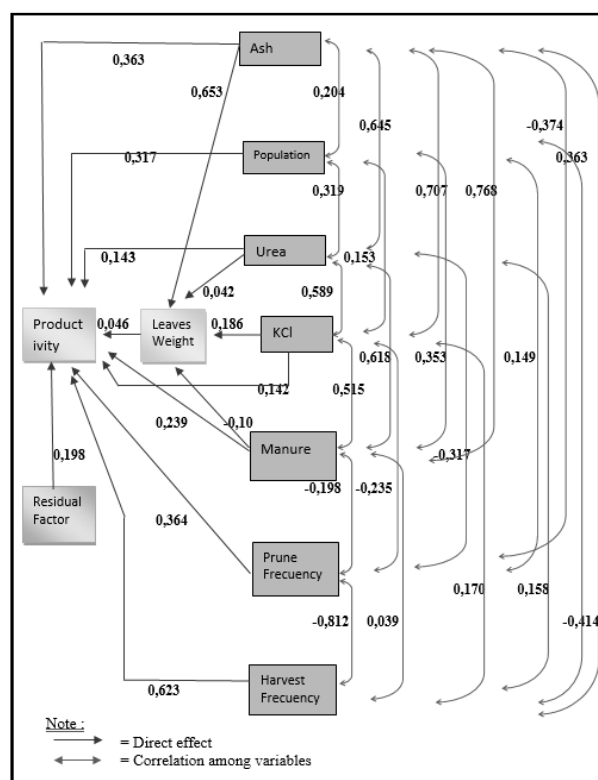 Ash
0,363
0,653
0,204
0,645
-0,374
0,363
Population
0,317
0,319
0,707
0,768
Urea
0,143
0,153
0,042
0,589
Product
ivity
0,046
Leaves
Weight
0,186
KCl
0,142
0,618
0,353
0,149
0,515
0,239
-0,10
Manure
-0,317
0,198
-0,198
-0,235
Residual
Factor
0,364
Prune
Frecuency
-0,812
0,039
0,170
0,158
-0,414
0,623
Harvest
Frecuency
Note :
= Direct effect
= Correlation among variables